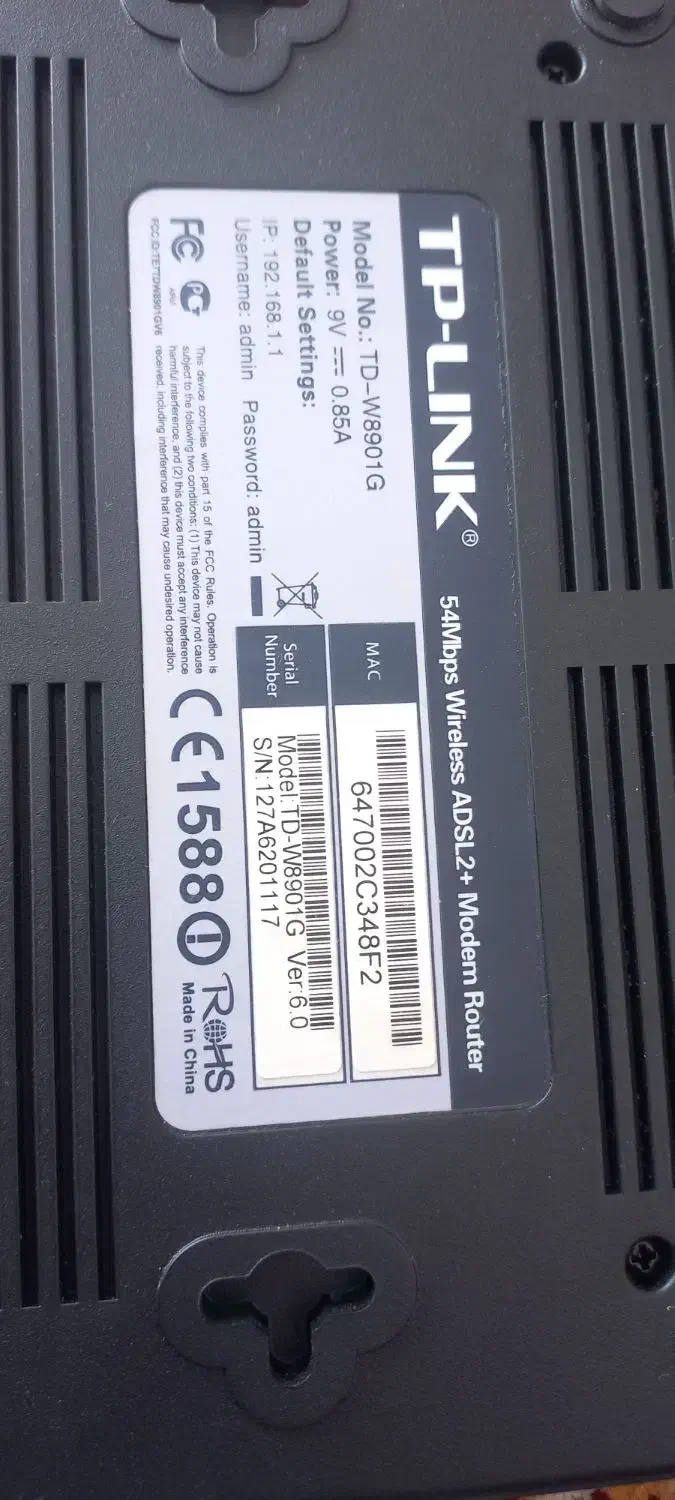 TP-LINK® 54Mbps Wireless ADSL2+ Modem Router
Model No.: TD-W8901G
Power: 9V ⎓ 0.85A
Default Settings:
IP: 192.168.1.1
Username: admin Password: admin
MAC
647002C348F2
Serial
Number
Model:TD-W8901G Ver:6.0
S/N:127A6201117
FC
FCC ID:TE7TDW8901GV6
This device complies with part 15 of the FCC Rules. Operation is
subject to the following two conditions: (1) This device may not cause
harmful interference, and (2) this device must accept any interference
received, including interference that may cause undesired operation.
CE1588
RoHS
Made in China